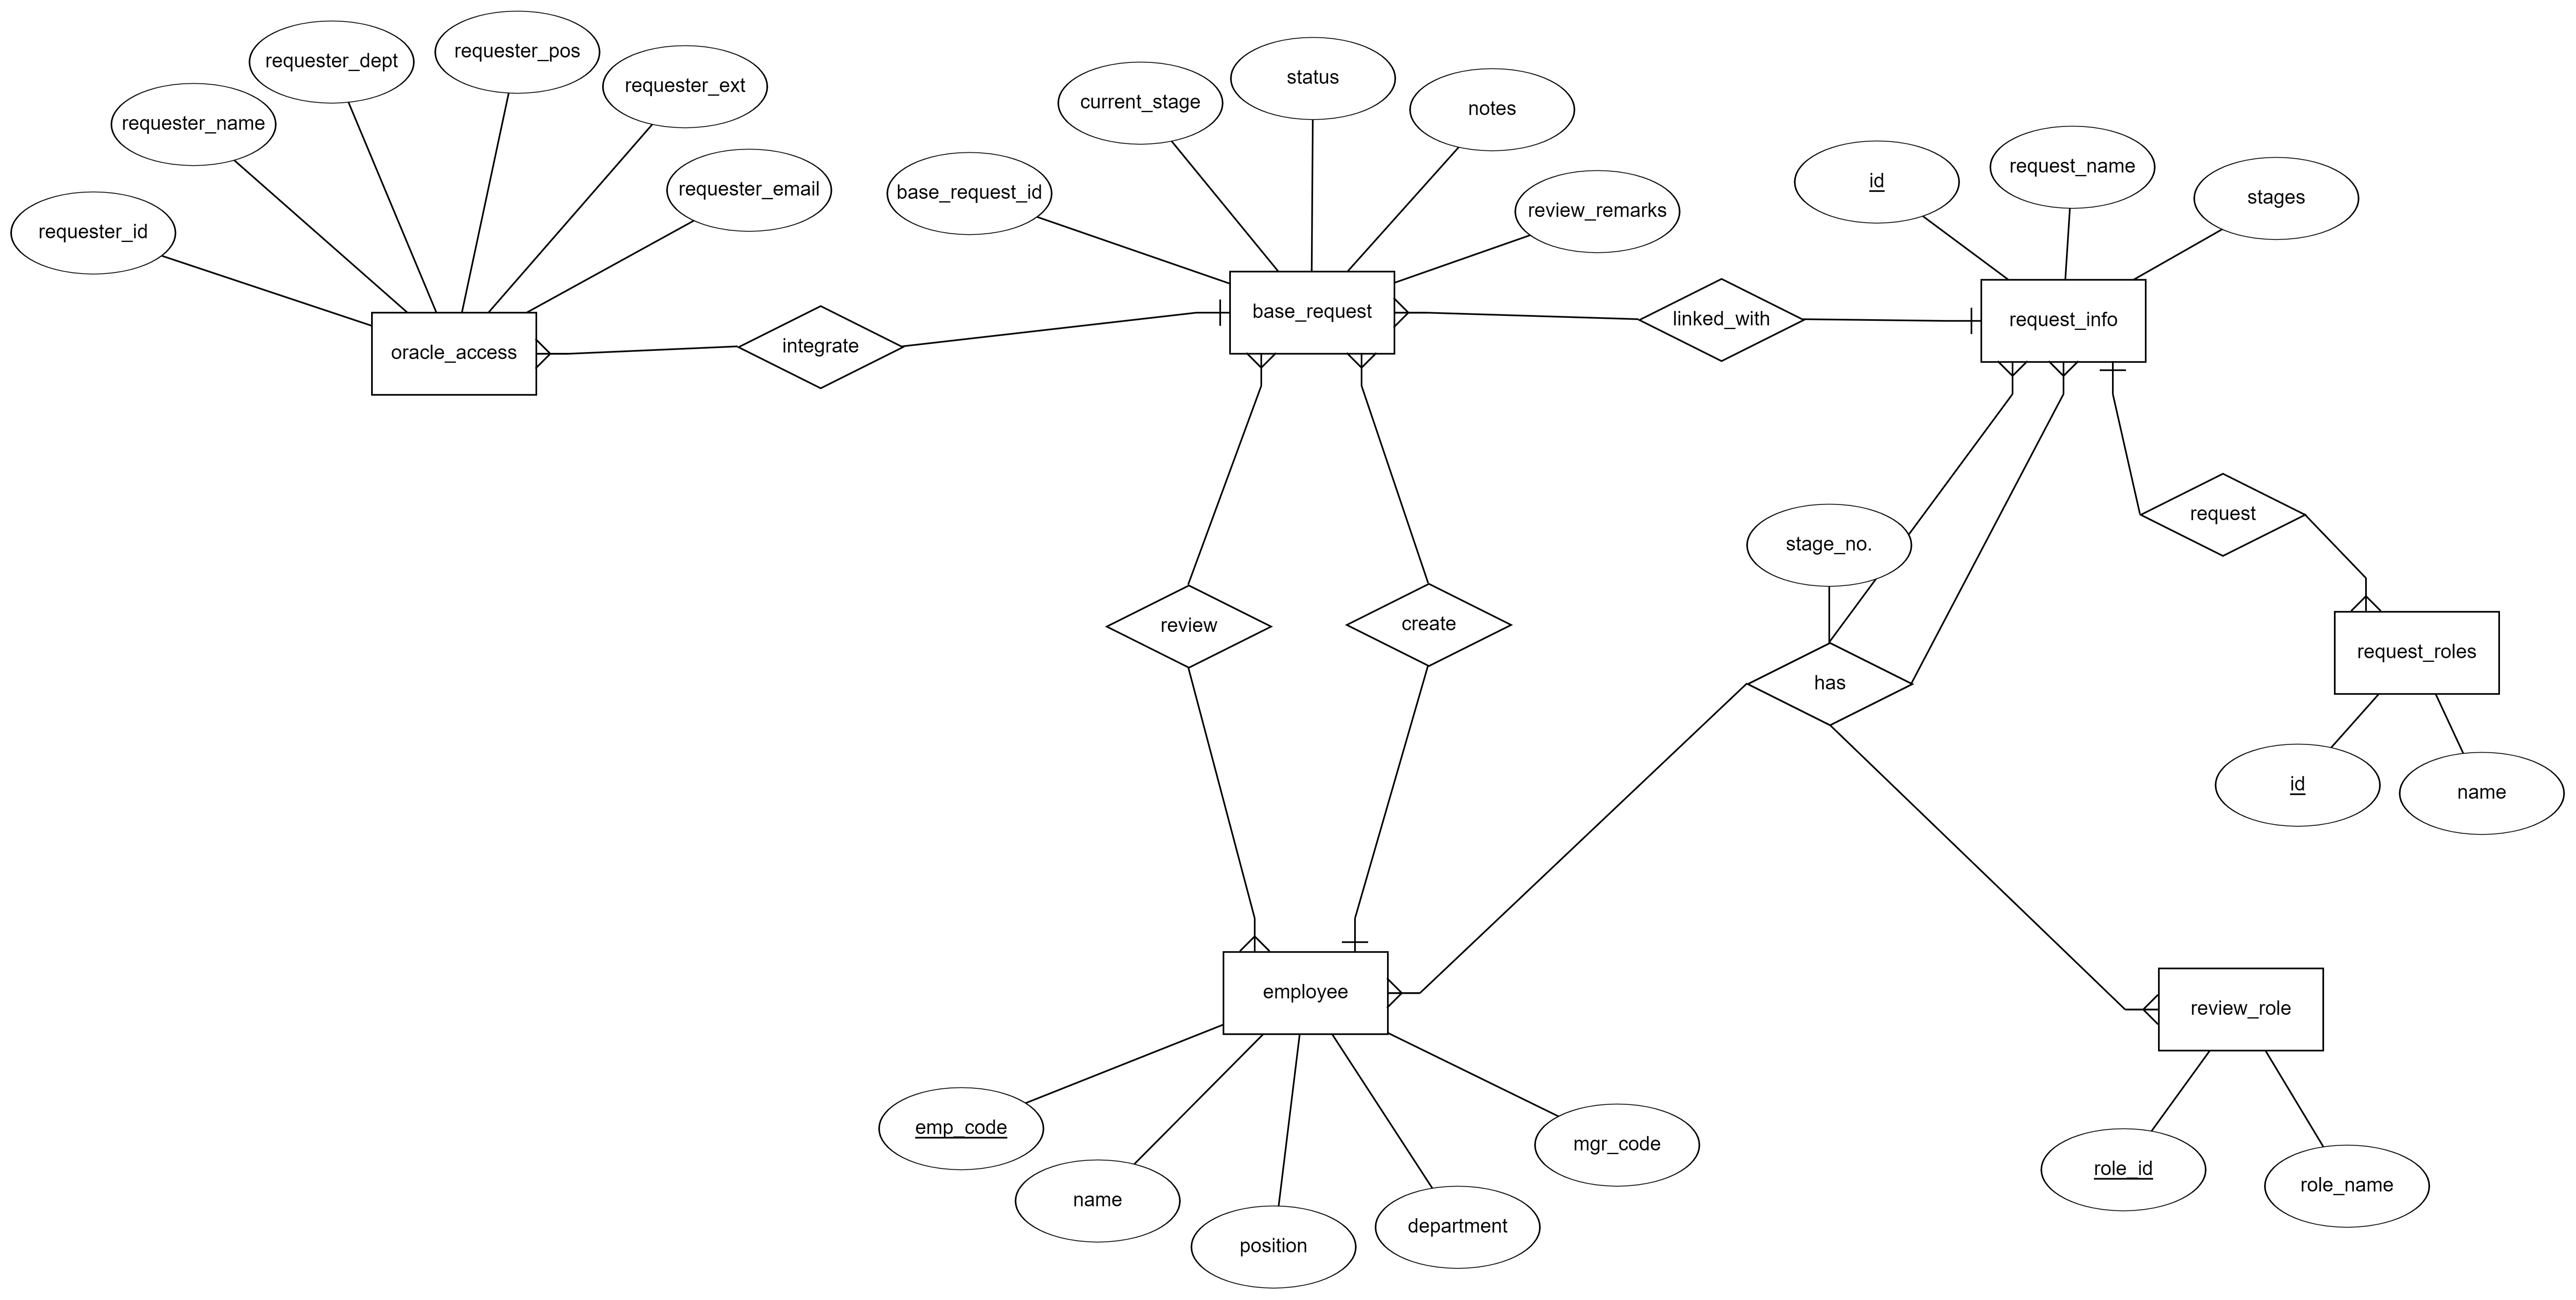 requester_pos
requester_dept
requester_ext
requester_name
requester_email
requester_id
oracle_access
integrate
status
current_stage
notes
base_request_id
review_remarks
base_request
linked_with
id
request_name
stages
request_info
stage_no.
request
review
create
has
request_roles
id
name
employee
review_role
emp_code
name
position
department
mgr_code
role_id
role_name